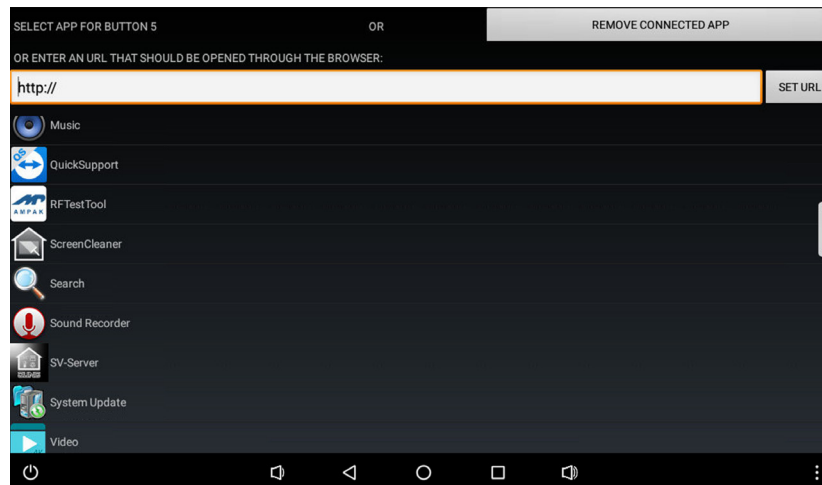 SELECT APP FOR BUTTON 5 OR REMOVE CONNECTED APP
OR ENTER AN URL THAT SHOULD BE OPENED THROUGH THE BROWSER:
http:// SET URL
Music
QS QuickSupport
AMPAK RFTestTool
ScreenCleaner
Search
Sound Recorder
SV-Server
System Update
Video